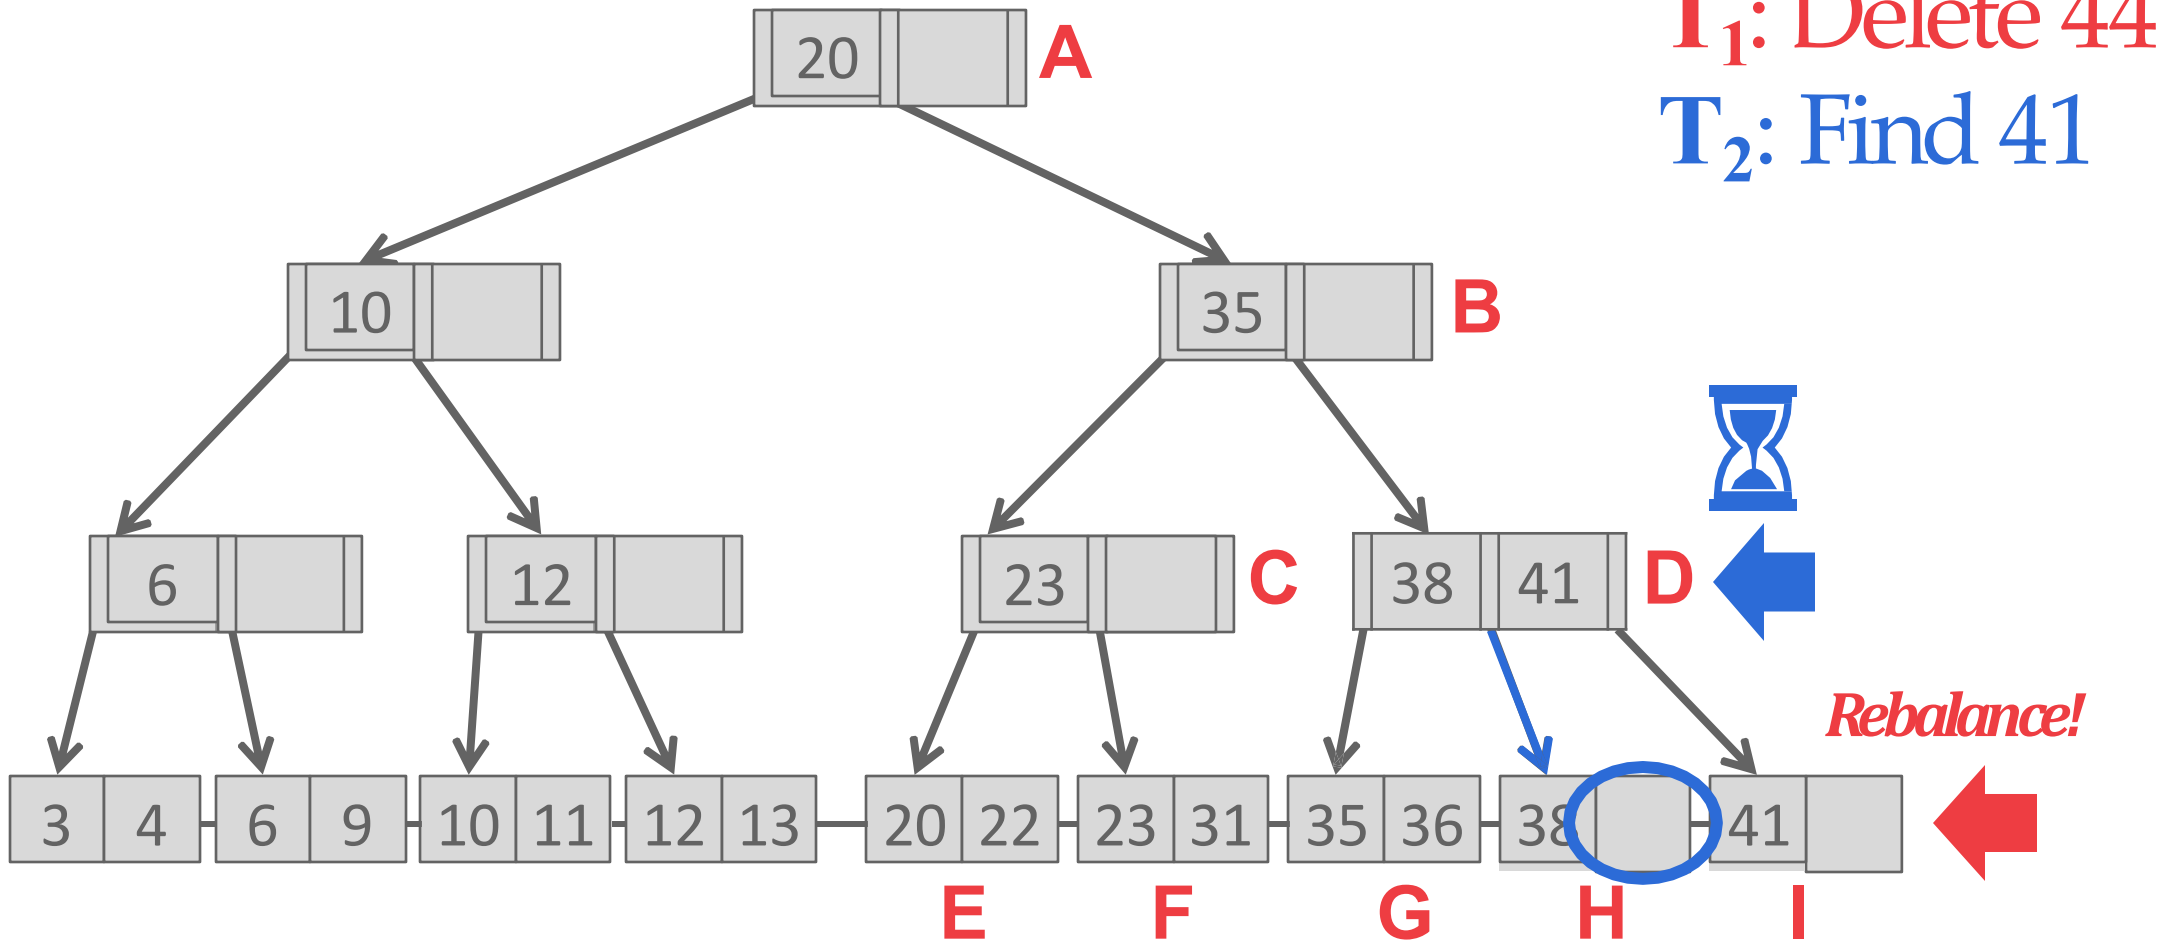 T1: Delete 44
T2: Find 41
20 A
10 35 B
6 12 23 C 38 41 D
Rebalance!
3 4 6 9 10 11 12 13 20 22 23 31 35 36 38 41
E F G H I